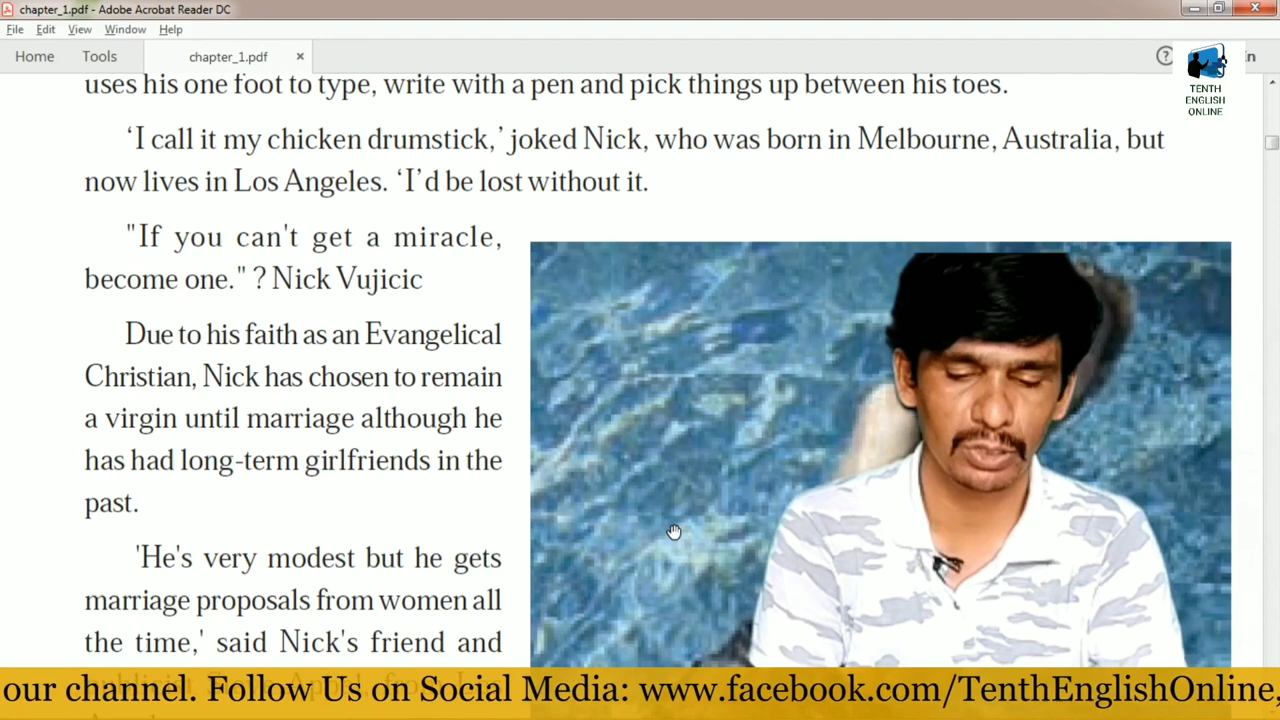 chapter_1.pdf - Adobe Acrobat Reader DC
File Edit View Window Help
Home Tools chapter_1.pdf ×
TENTH
ENGLISH
ONLINE
uses his one foot to type, write with a pen and pick things up between his toes.
‘I call it my chicken drumstick,’ joked Nick, who was born in Melbourne, Australia, but
now lives in Los Angeles. ‘I’d be lost without it.
"If you can't get a miracle,
become one." ? Nick Vujicic
Due to his faith as an Evangelical
Christian, Nick has chosen to remain
a virgin until marriage although he
has had long-term girlfriends in the
past.
'He's very modest but he gets
marriage proposals from women all
the time,' said Nick's friend and
our channel. Follow Us on Social Media: www.facebook.com/TenthEnglishOnline,